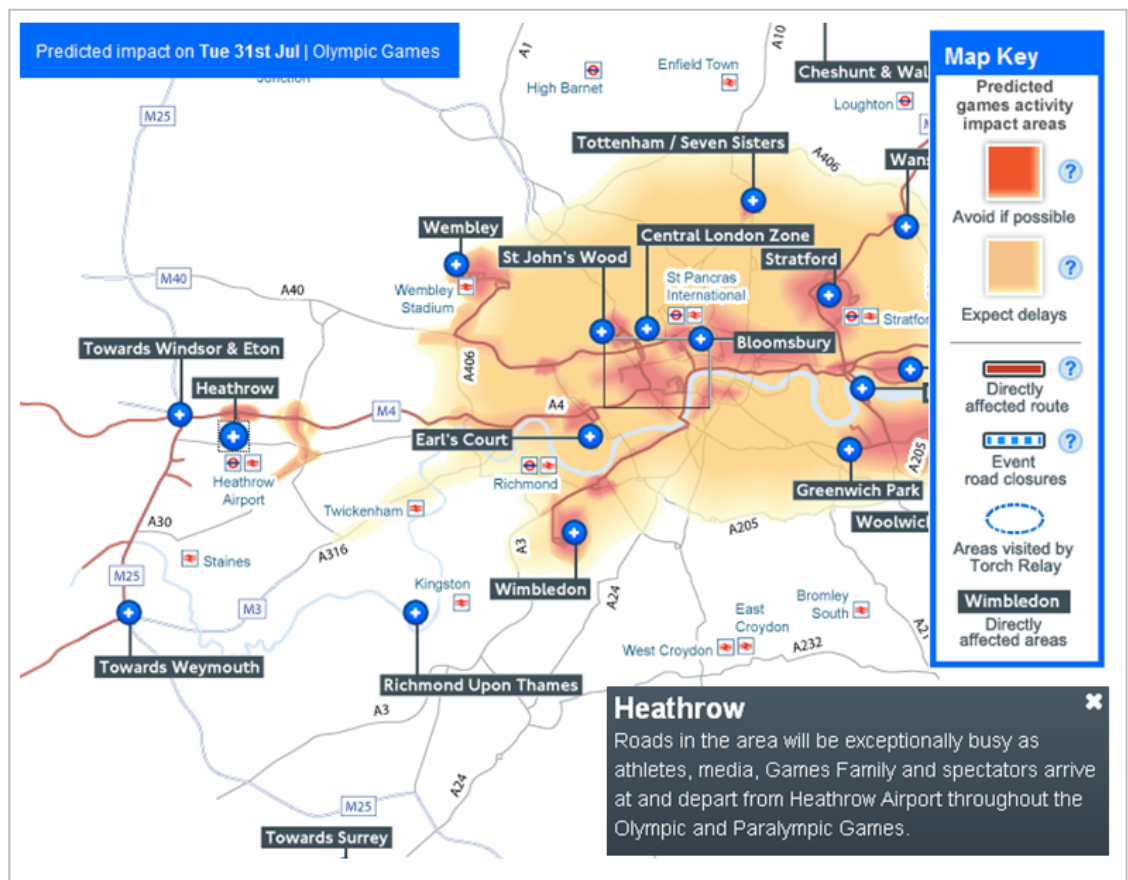 Predicted impact on Tue 31st Jul | Olympic Games
Junction
A1
A10
High Barnet
Enfield Town
Cheshunt & Wal
Loughton
M25
M
Tottenham / Seven Sisters
A406
Wans
Wembley
St John's Wood
Central London Zone
Stratford
M40
A40
Wembley
Stadium
St Pancras
International
Stratfor
Towards Windsor & Eton
A406
Bloomsbury
Heathrow
M4
A4
Earl's Court
Heathrow
Airport
Richmond
A205
Greenwich Park
Twickenham
A30
A316
A3
A205
Woolwic
Staines
M25
M3
Kingston
Wimbledon
A24
Bromley
South
East
Croydon
A21
West Croydon
A232
Towards Weymouth
Richmond Upon Thames
A3
A24
M25
Towards Surrey
Map Key
Predicted
games activity
impact areas
?
Avoid if possible
?
Expect delays
?
Directly
affected route
?
Event
road closures
Areas visited by
Torch Relay
Wimbledon
Directly
affected areas
Heathrow
Roads in the area will be exceptionally busy as
athletes, media, Games Family and spectators arrive
at and depart from Heathrow Airport throughout the
Olympic and Paralympic Games.